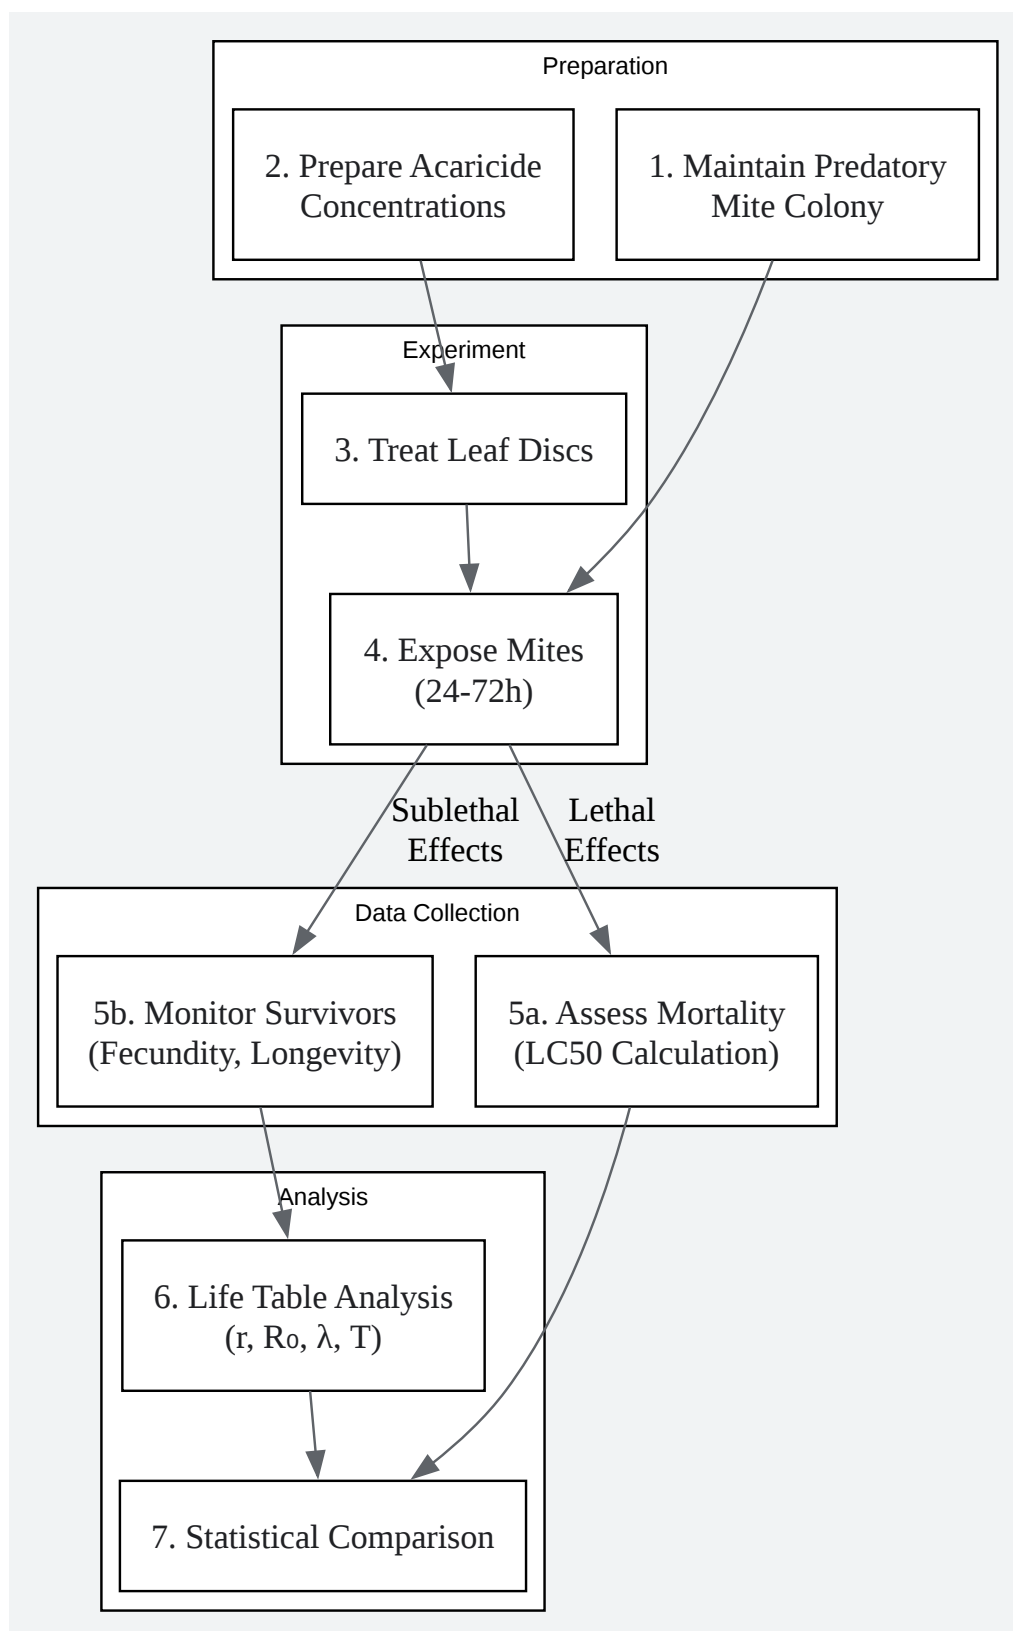 Preparation
2. Prepare Acaricide
Concentrations
1. Maintain Predatory
Mite Colony
Experiment
3. Treat Leaf Discs
4. Expose Mites
(24-72h)
Sublethal
Effects
Lethal
Effects
Data Collection
5b. Monitor Survivors
(Fecundity, Longevity)
5a. Assess Mortality
(LC50 Calculation)
Analysis
6. Life Table Analysis
(r, R₀, λ, T)
7. Statistical Comparison